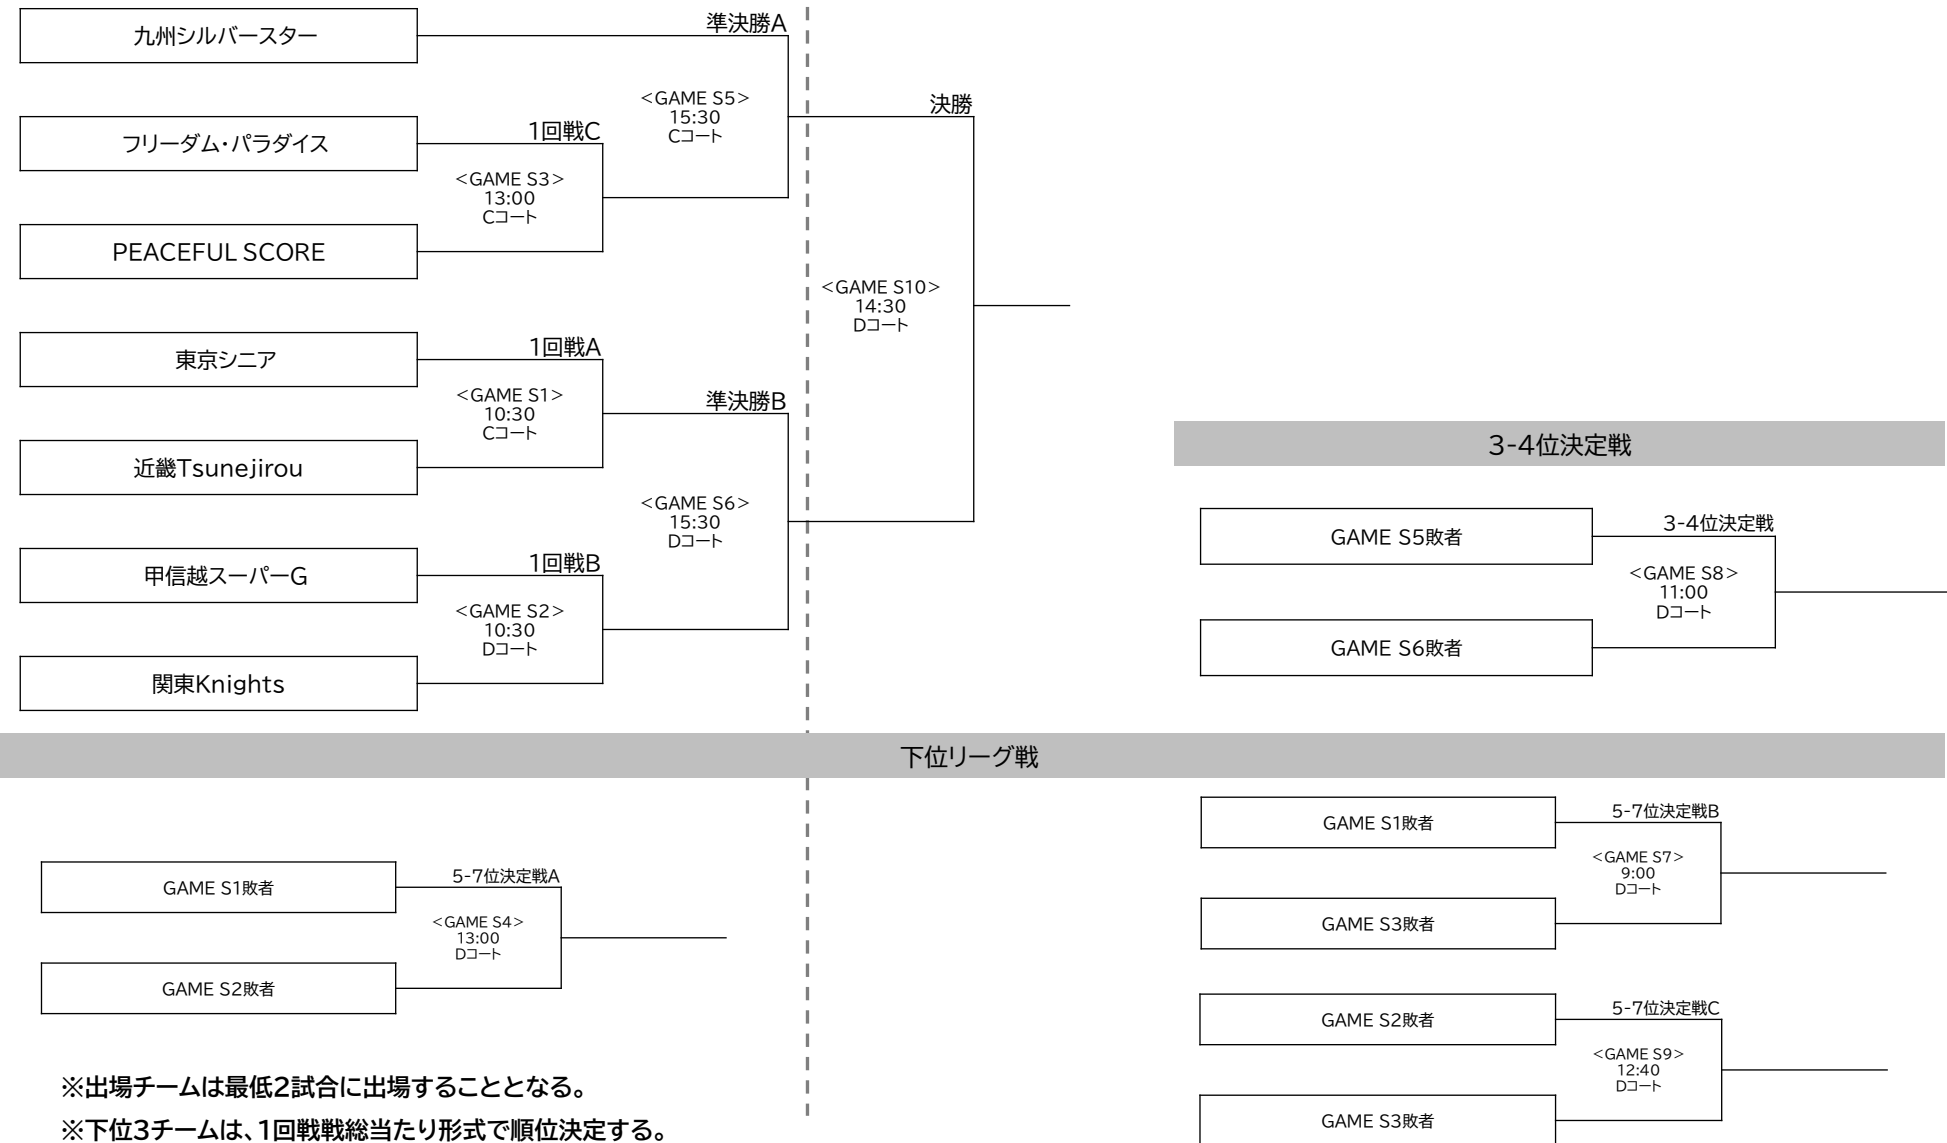 九州シルバースター
準決勝A
<GAME S5>
15:30
Cコート
決勝
フリーダム・パラダイス
1回戦C
<GAME S3>
13:00
Cコート
PEACEFUL SCORE
<GAME S10>
14:30
Dコート
東京シニア
1回戦A
<GAME S1>
10:30
Cコート
準決勝B
近畿Tsunejirou
<GAME S6>
15:30
Dコート
甲信越スーパーG
1回戦B
<GAME S2>
10:30
Dコート
関東Knights
3-4位決定戦
GAME S5敗者
3-4位決定戦
<GAME S8>
11:00
Dコート
GAME S6敗者
下位リーグ戦
GAME S1敗者
5-7位決定戦A
<GAME S4>
13:00
Dコート
GAME S2敗者
GAME S1敗者
5-7位決定戦B
<GAME S7>
9:00
Dコート
GAME S3敗者
GAME S2敗者
5-7位決定戦C
<GAME S9>
12:40
Dコート
GAME S3敗者
※出場チームは最低2試合に出場することとなる。
※下位3チームは、1回戦戦総当たり形式で順位決定する。